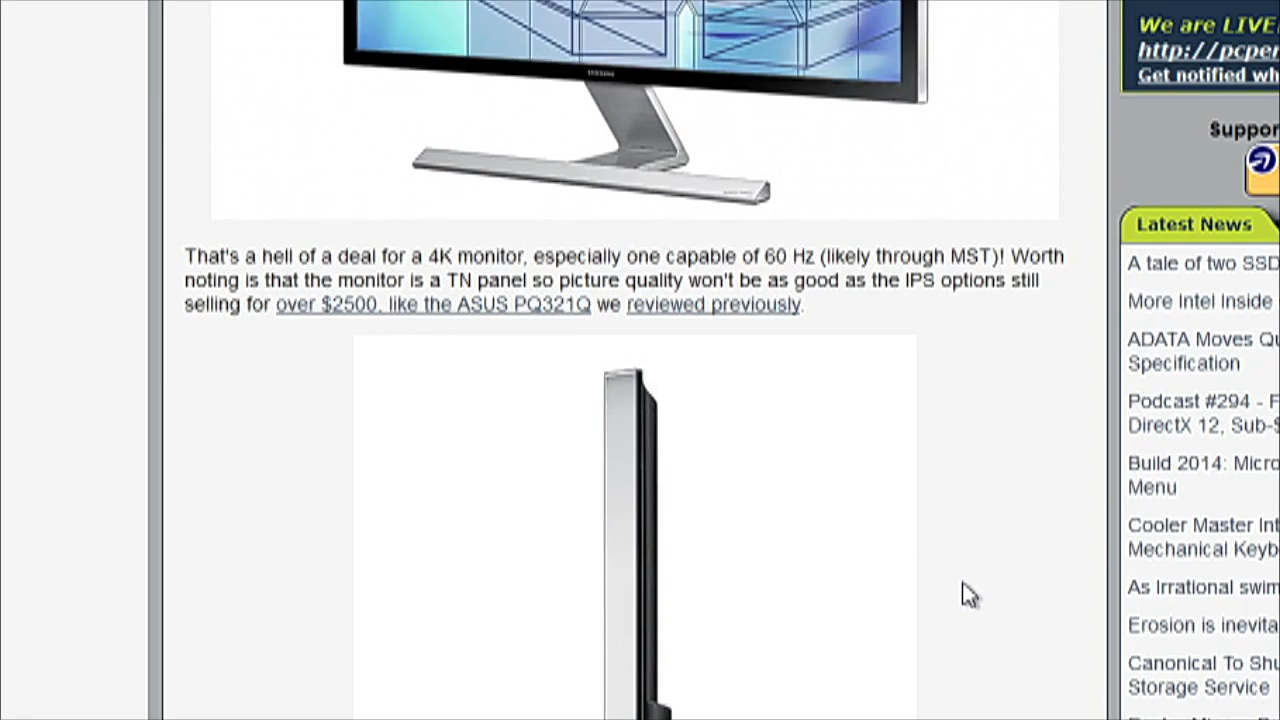 We are LIVE
http://pcper
Get notified wh
SAMSUNG
Suppor
Latest News
That's a hell of a deal for a 4K monitor, especially one capable of 60 Hz (likely through MST)! Worth
noting is that the monitor is a TN panel so picture quality won't be as good as the IPS options still
selling for over $2500, like the ASUS PQ321Q we reviewed previously.
A tale of two SSD
More Intel Inside
ADATA Moves Qu
Specification
Podcast #294 - F
DirectX 12, Sub-$
Build 2014: Micro
Menu
Cooler Master Int
Mechanical Keyb
As Irrational swim
Erosion is inevita
Canonical To Shu
Storage Service